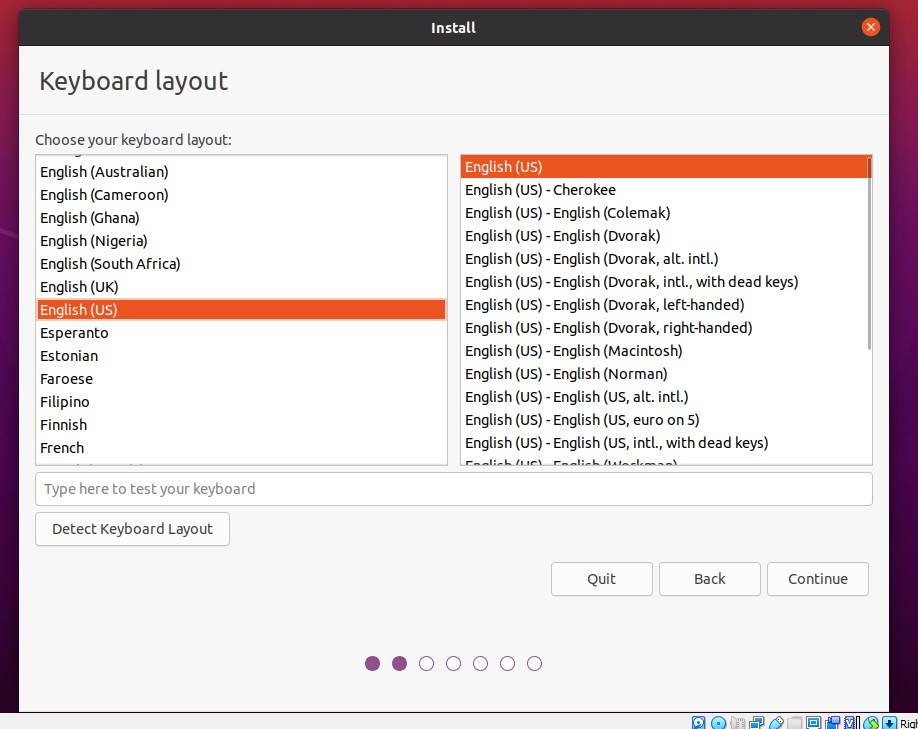 Install
Keyboard layout
Choose your keyboard layout:
English (Australian)
English (Cameroon)
English (Ghana)
English (Nigeria)
English (South Africa)
English (UK)
English (US)
Esperanto
Estonian
Faroese
Filipino
Finnish
French
English (US)
English (US) - Cherokee
English (US) - English (Colemak)
English (US) - English (Dvorak)
English (US) - English (Dvorak, alt. intl.)
English (US) - English (Dvorak, intl., with dead keys)
English (US) - English (Dvorak, left-handed)
English (US) - English (Dvorak, right-handed)
English (US) - English (Macintosh)
English (US) - English (Norman)
English (US) - English (US, alt. intl.)
English (US) - English (US, euro on 5)
English (US) - English (US, intl., with dead keys)
English (US) - English (Workman)
Type here to test your keyboard
Detect Keyboard Layout
Quit
Back
Continue